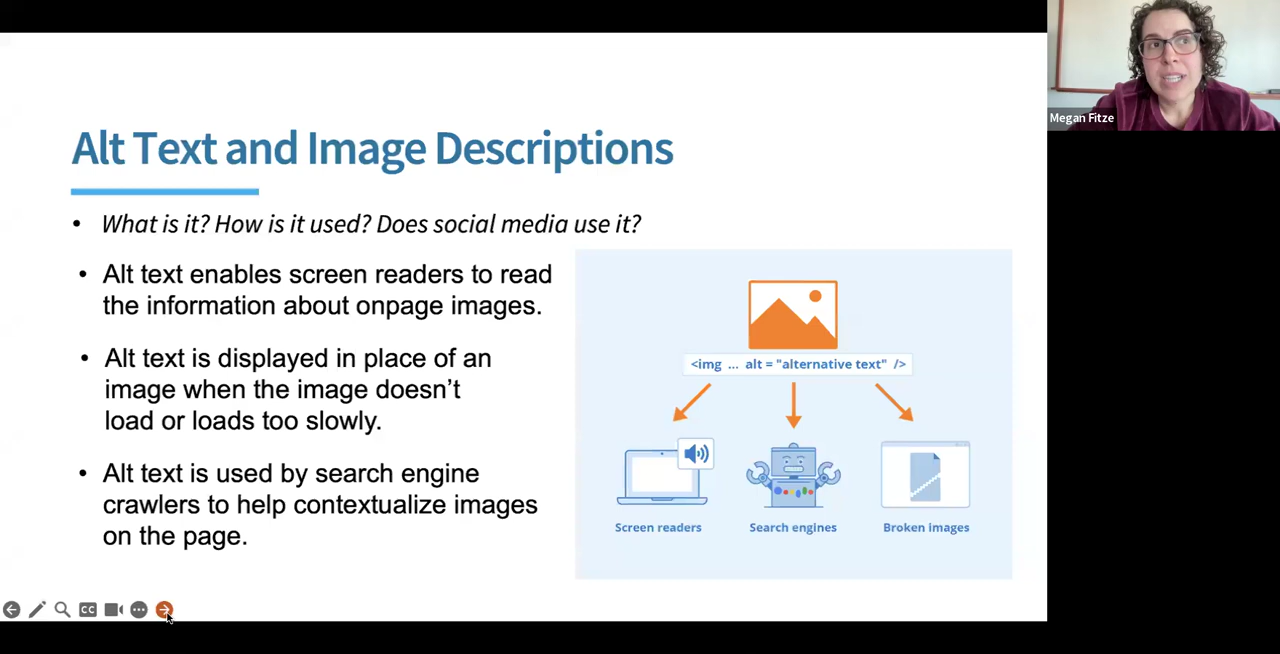 Alt Text and Image Descriptions
• What is it? How is it used? Does social media use it?
• Alt text enables screen readers to read
the information about onpage images.
• Alt text is displayed in place of an
image when the image doesn’t
load or loads too slowly.
• Alt text is used by search engine
crawlers to help contextualize images
on the page.
<img ... alt = "alternative text" />
Screen readers
Search engines
Broken images
CC
Megan Fitze